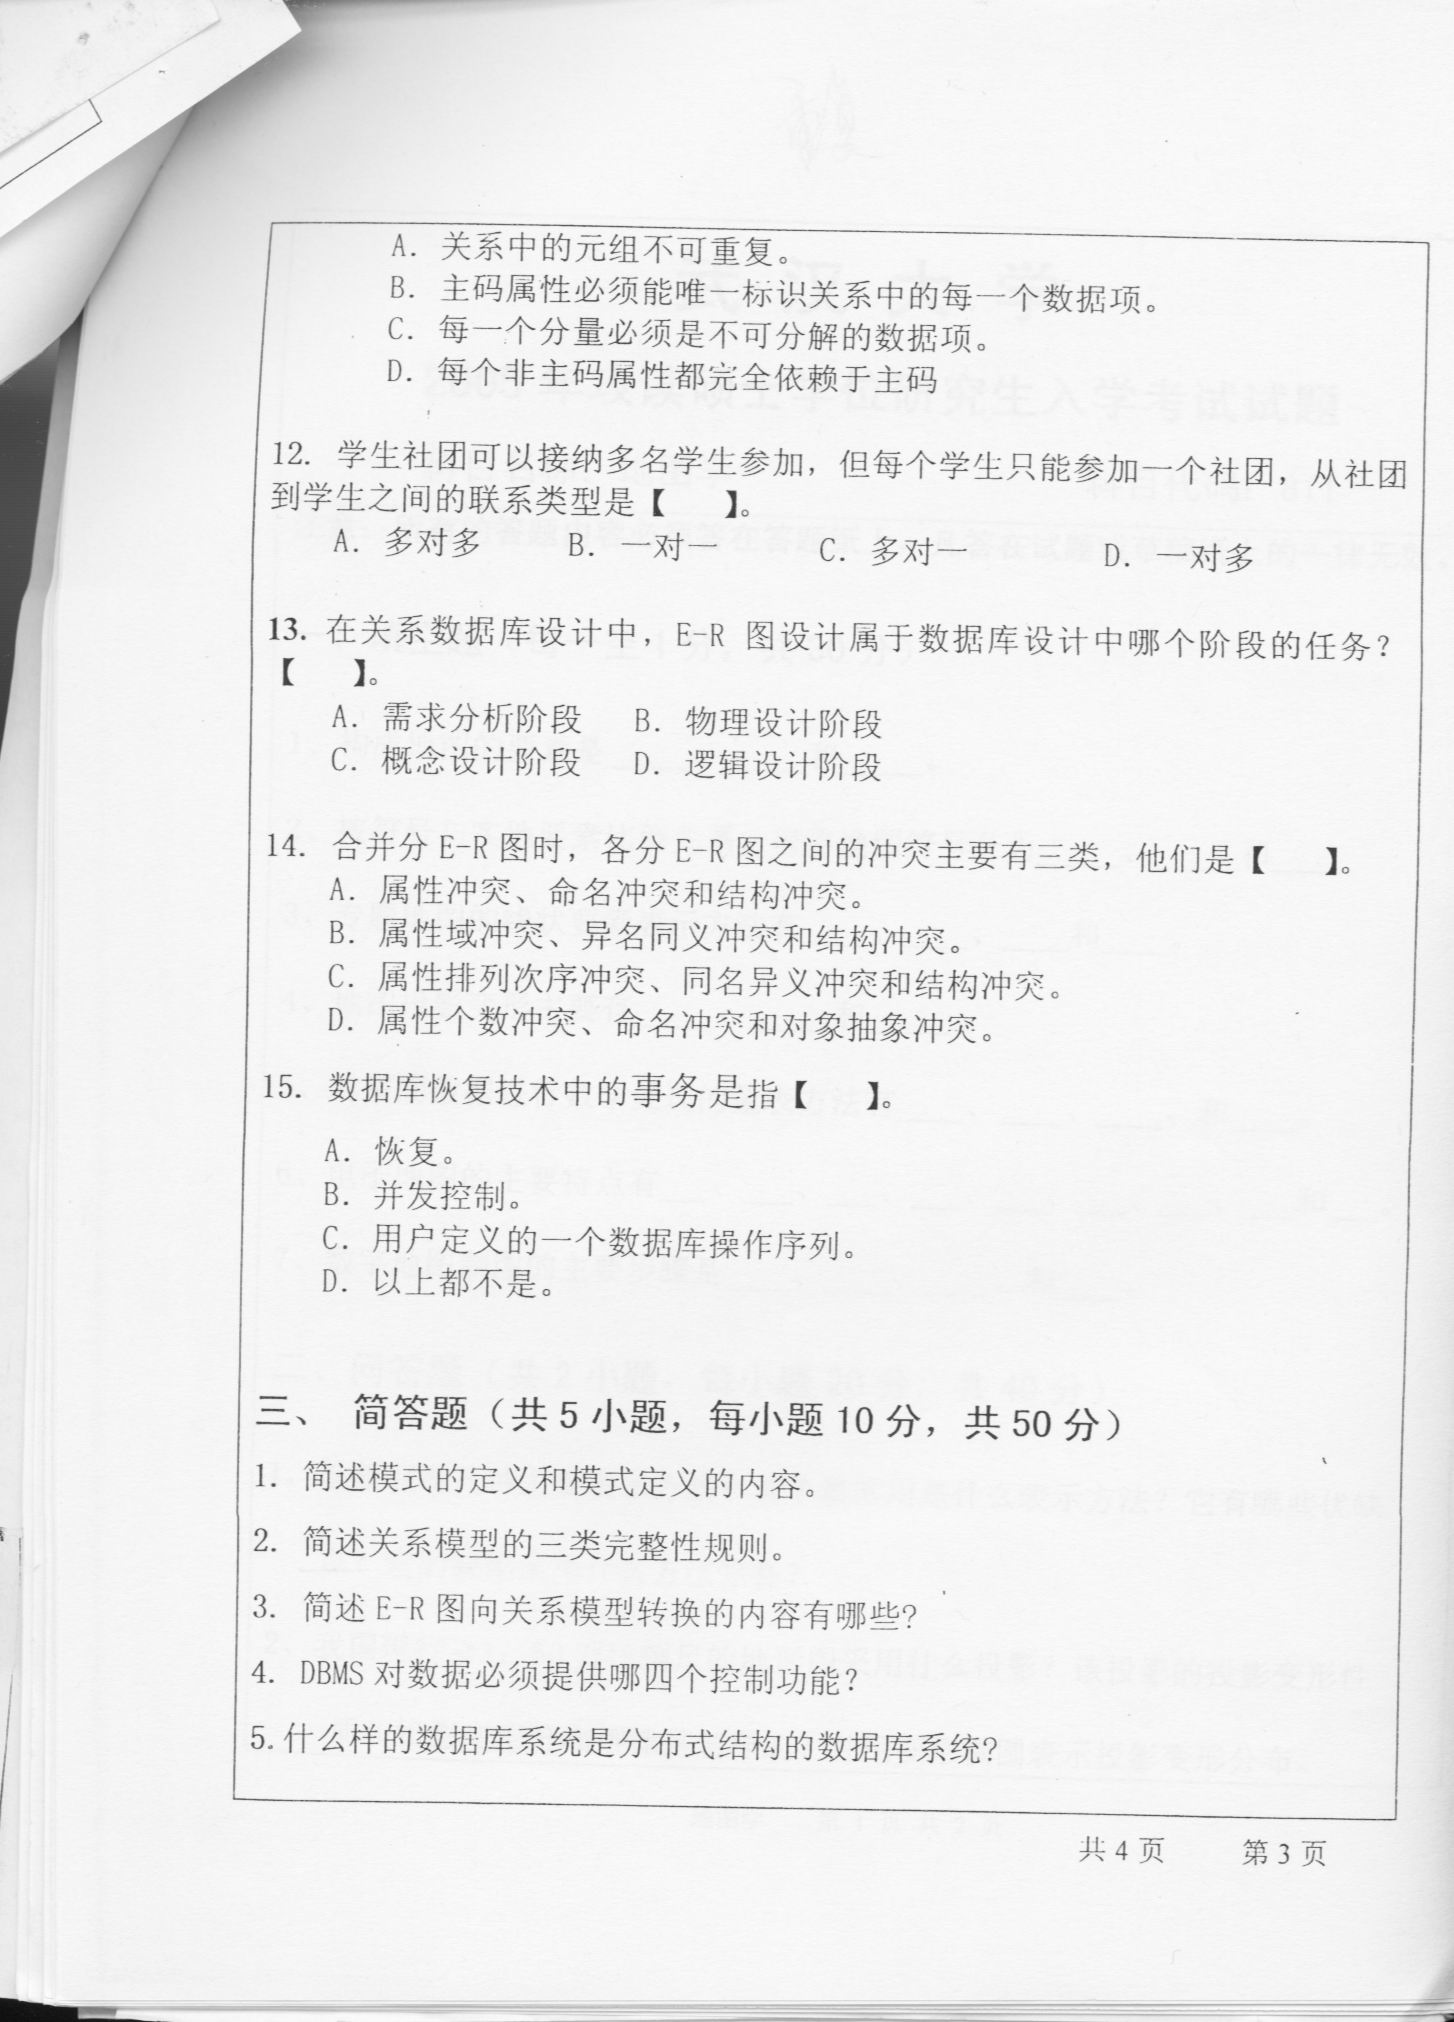 A. 关系中的元组不可重复。
B. 主码属性必须能唯一标识关系中的每一个数据项。
C. 每一个分量必须是不可分解的数据项。
D. 每个非主码属性都完全依赖于主码
12. 学生社团可以接纳多名学生参加，但每个学生只能参加一个社团，从社团
到学生之间的联系类型是【 】。
A. 多对多 B. 一对一 C. 多对一 D. 一对多
13. 在关系数据库设计中，E-R 图设计属于数据库设计中哪个阶段的任务？
【 】。
A. 需求分析阶段 B. 物理设计阶段
C. 概念设计阶段 D. 逻辑设计阶段
14. 合并分 E-R 图时，各分 E-R 图之间的冲突主要有三类，他们是【 】。
A. 属性冲突、命名冲突和结构冲突。
B. 属性域冲突、异名同义冲突和结构冲突。
C. 属性排列次序冲突、同名异义冲突和结构冲突。
D. 属性个数冲突、命名冲突和对象抽象冲突。
15. 数据库恢复技术中的事务是指【 】。
A. 恢复。
B. 并发控制。
C. 用户定义的一个数据库操作序列。
D. 以上都不是。
三、 简答题（共 5 小题，每小题 10 分，共 50 分）
1. 简述模式的定义和模式定义的内容。
2. 简述关系模型的三类完整性规则。
3. 简述 E-R 图向关系模型转换的内容有哪些?
4. DBMS 对数据必须提供哪四个控制功能？
5. 什么样的数据库系统是分布式结构的数据库系统?
共 4 页 第 3 页